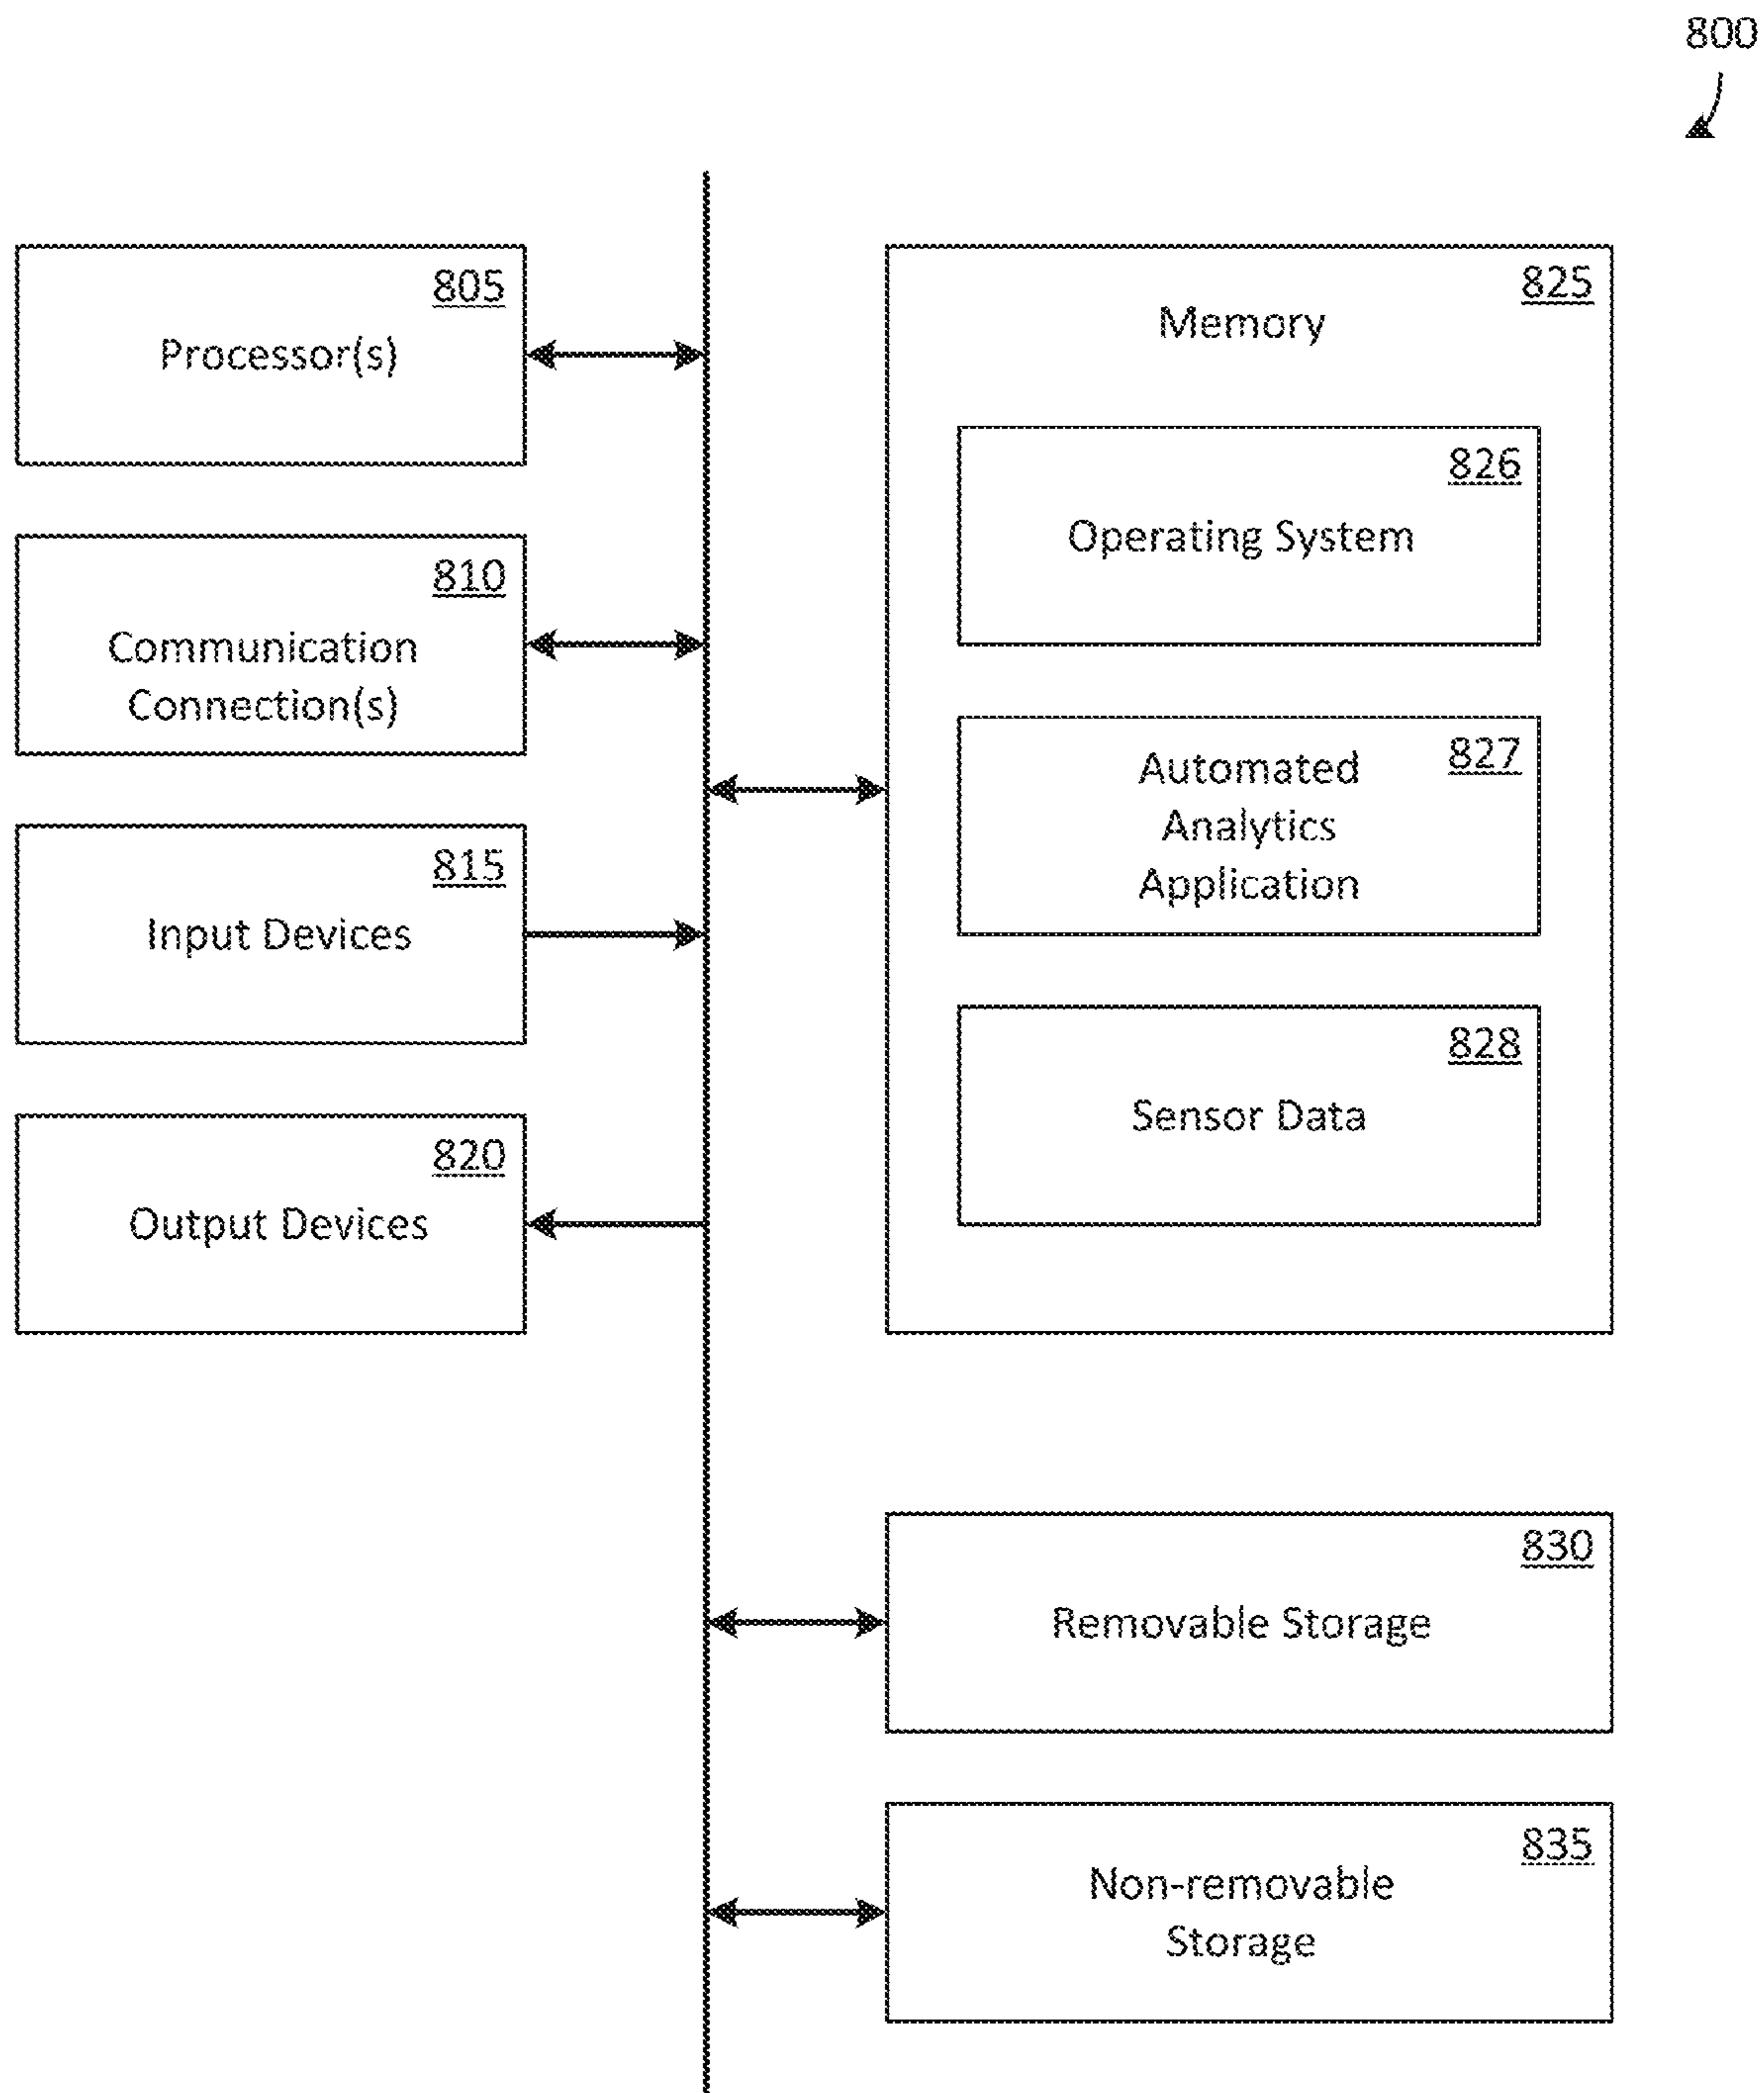 800
805
Processor(s)
810
Communication
Connection(s)
815
Input Devices
820
Output Devices
825
Memory
826
Operating System
827
Automated
Analytics
Application
828
Sensor Data
830
Removable Storage
835
Non-removable
Storage